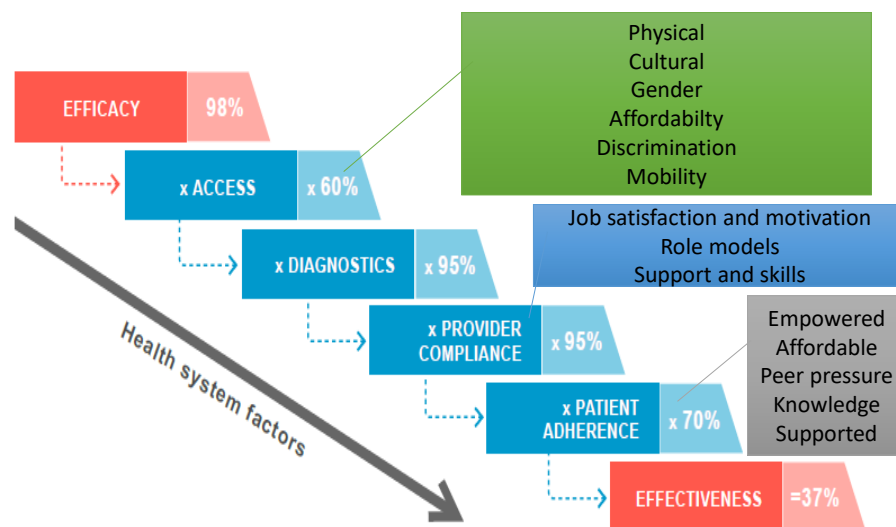 Physical
Cultural
Gender
Affordabilty
Discrimination
Mobility
EFFICACY 98%
x ACCESS x 60%
Job satisfaction and motivation
Role models
Support and skills
x DIAGNOSTICS x 95%
x PROVIDER
COMPLIANCE x 95%
Empowered
Affordable
Peer pressure
Knowledge
Supported
x PATIENT
ADHERENCE x 70%
EFFECTIVENESS =37%
Health system factors